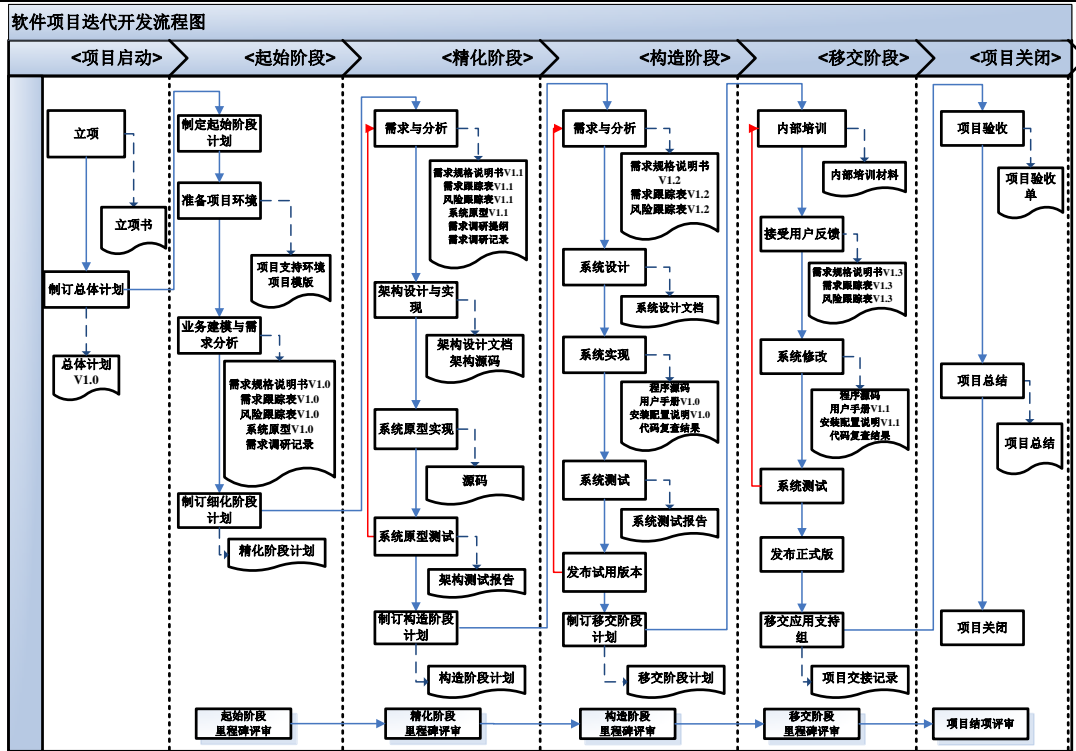 软件项目迭代开发流程图
<项目启动>
<起始阶段>
<精化阶段>
<构造阶段>
<移交阶段>
<项目关闭>
立项
立项书
制订总体计划
总体计划
V1.0
制定起始阶段
计划
准备项目环境
项目支持环境
项目模版
业务建模与需
求分析
需求规格说明书V1.0
需求跟踪表V1.0
风险跟踪表V1.0
系统原型V1.0
需求调研记录
制订细化阶段
计划
精化阶段计划
需求与分析
需求规格说明书V1.1
需求跟踪表V1.1
风险跟踪表V1.1
系统原型V1.1
需求调研提纲
需求调研记录
架构设计与实
现
架构设计文档
架构源码
系统原型实现
源码
系统原型测试
架构测试报告
制订构造阶段
计划
构造阶段计划
需求与分析
需求规格说明书
V1.2
需求跟踪表V1.2
风险跟踪表V1.2
系统设计
系统设计文档
系统实现
程序源码
用户手册V1.0
安装配置说明V1.0
代码复查结果
系统测试
系统测试报告
发布试用版本
制订移交阶段
计划
移交阶段计划
内部培训
内部培训材料
接受用户反馈
需求规格说明书V1.3
需求跟踪表V1.3
风险跟踪表V1.3
系统修改
程序源码
用户手册V1.1
安装配置说明V1.1
代码复查结果
系统测试
发布正式版
移交应用支持
组
项目交接记录
项目验收
项目验收
单
项目总结
项目总结
项目关闭
起始阶段
里程碑评审
精化阶段
里程碑评审
构造阶段
里程碑评审
移交阶段
里程碑评审
项目结项评审